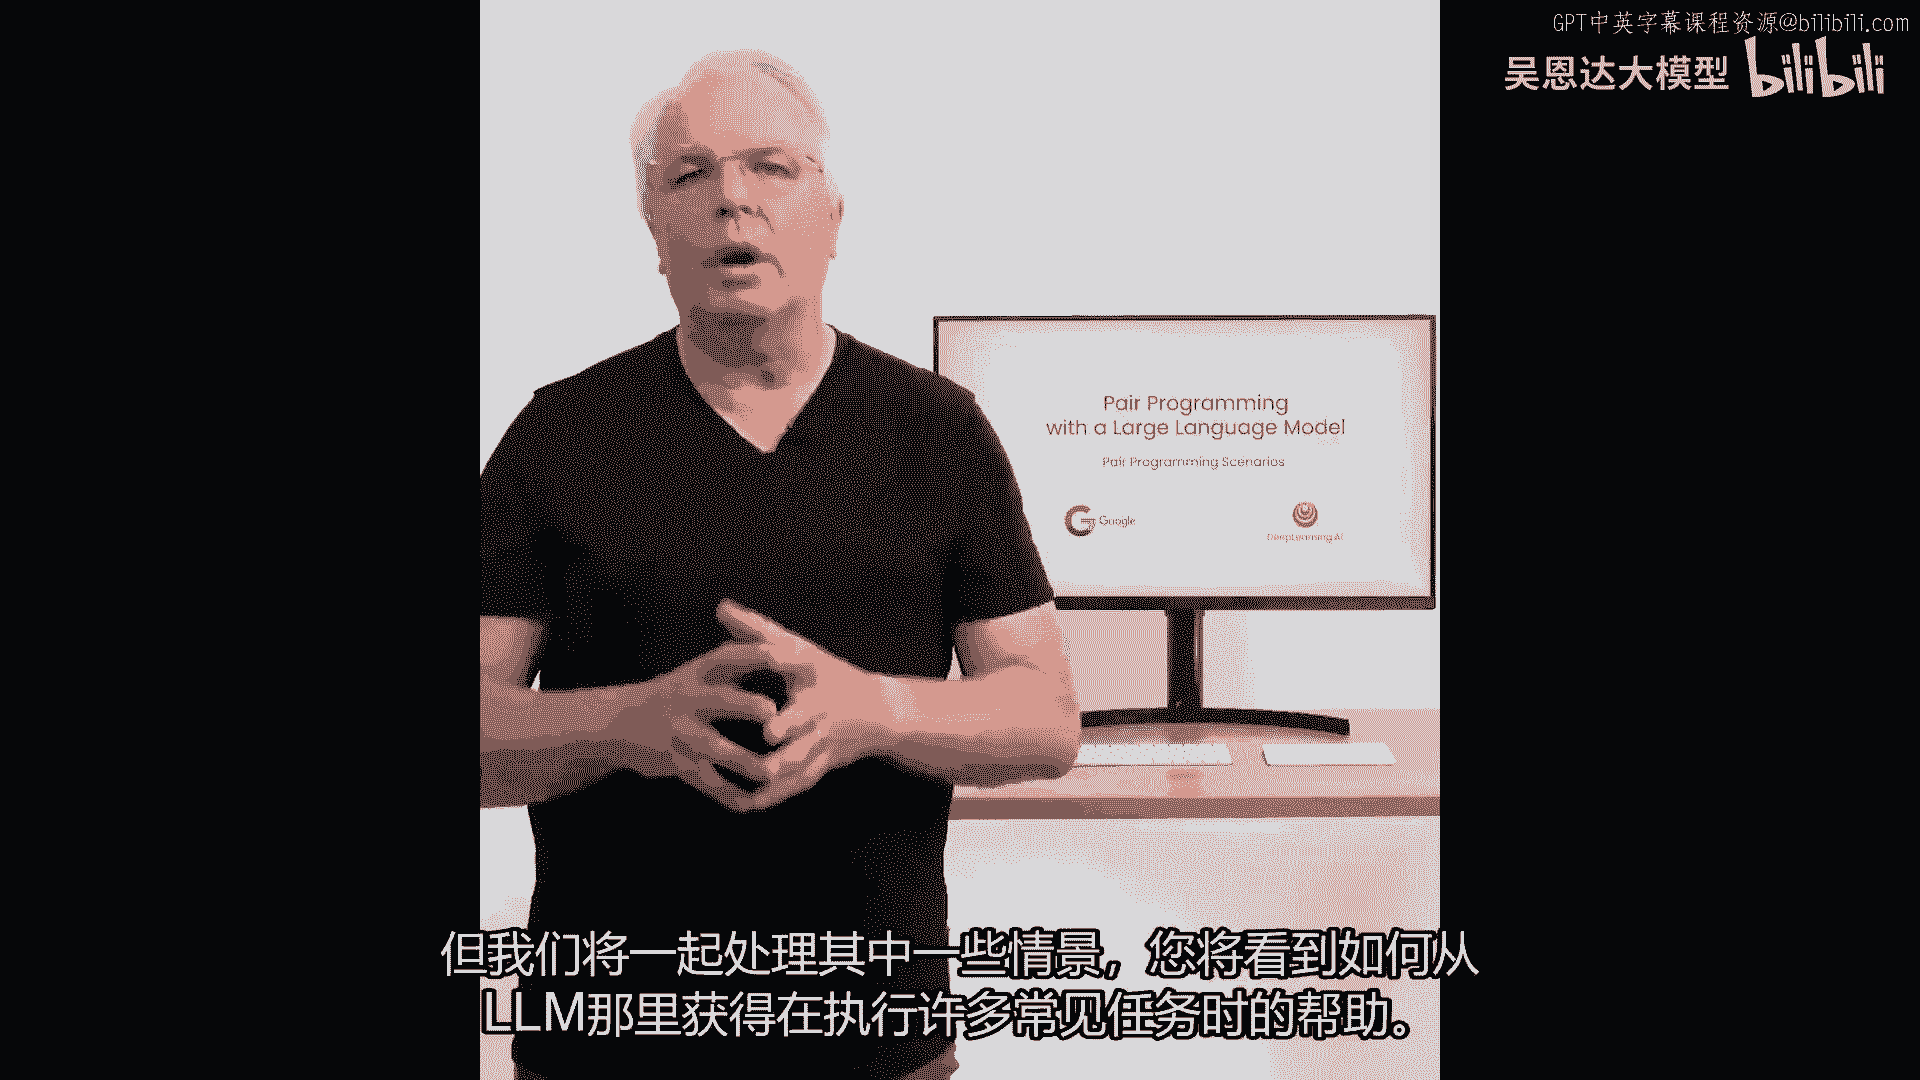 GPT中英字幕课程资源@bilibili.com
吴恩达大模型 bilibili
Pair Programming
with a Large Language Model
Pair Programming Scenarios
Google
DeepLearning.AI
但我们将一起处理其中一些情景，您将看到如何从
LLM那里获得在执行许多常见任务时的帮助。